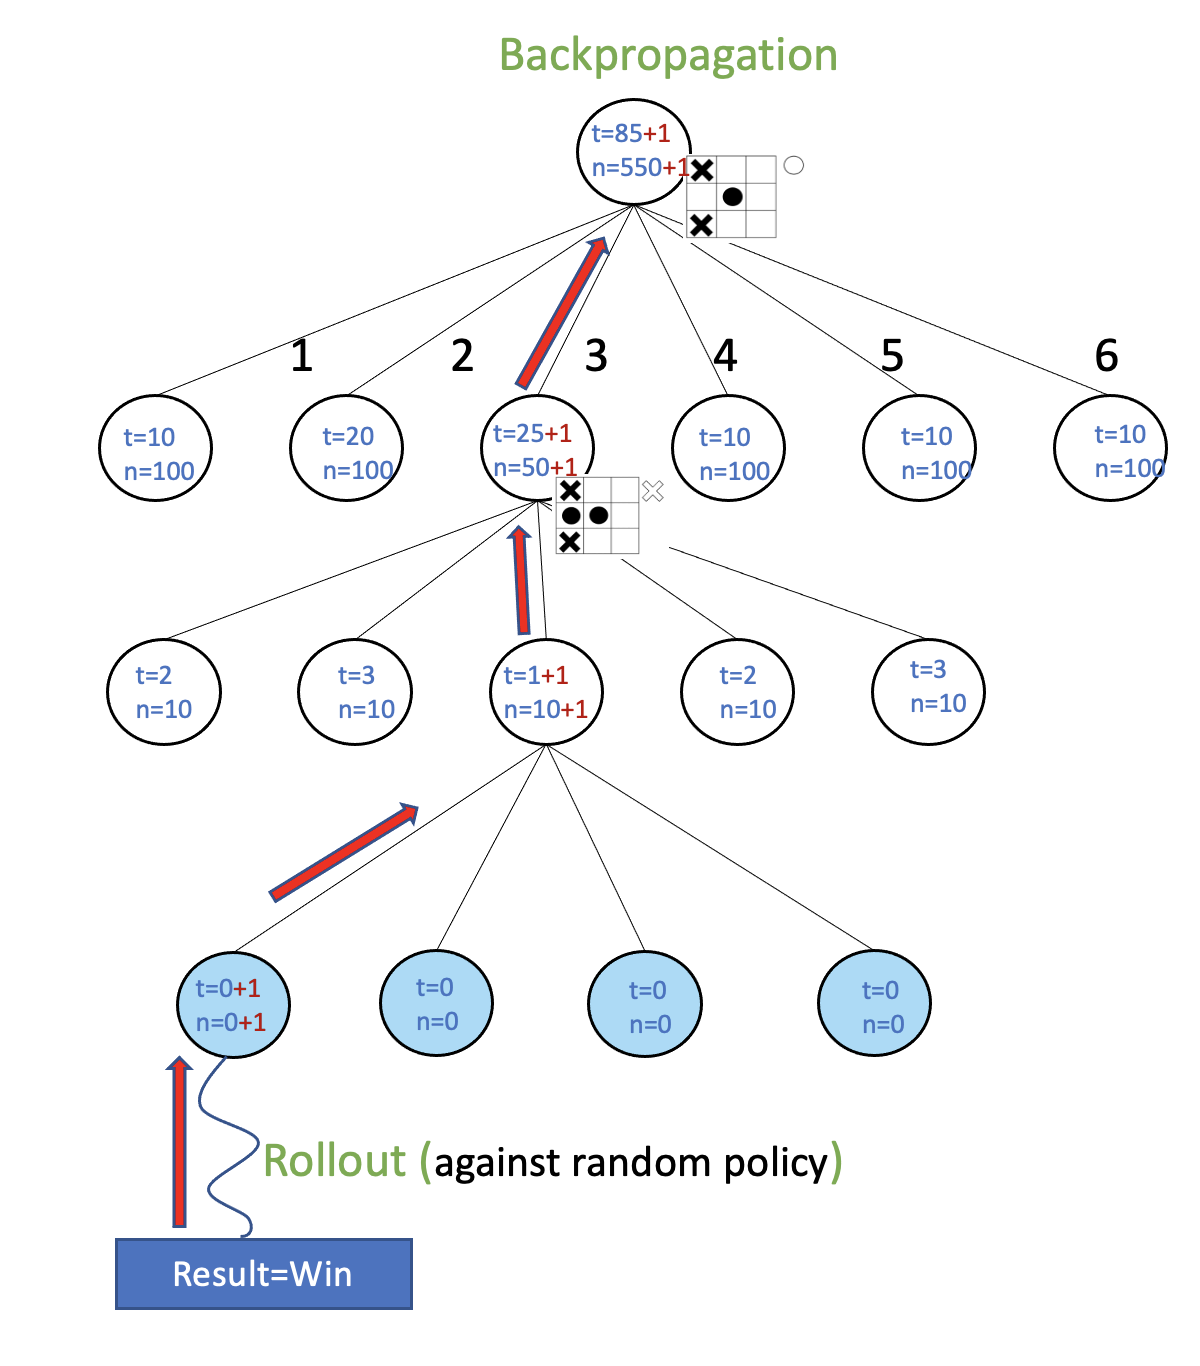 Backpropagation
t=85+1
n=550+1
1
2
3
4
5
6
t=10
n=100
t=20
n=100
t=25+1
n=50+1
t=10
n=100
t=10
n=100
t=10
n=100
t=2
n=10
t=3
n=10
t=1+1
n=10+1
t=2
n=10
t=3
n=10
t=0+1
n=0+1
t=0
n=0
t=0
n=0
t=0
n=0
Rollout (against random policy)
Result=Win